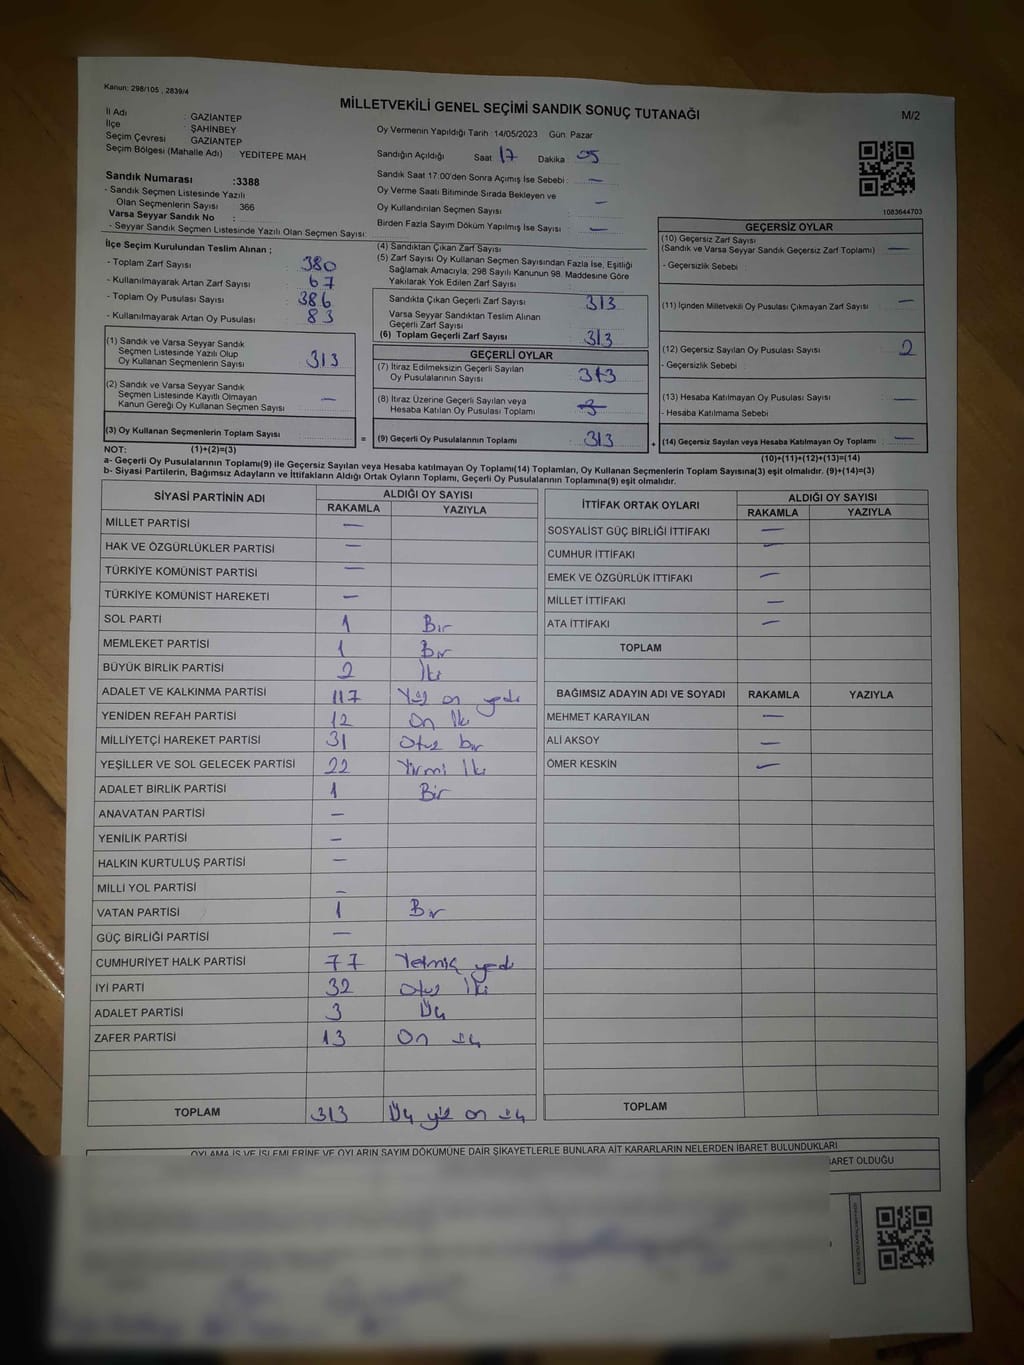 Kanun: 298/105 , 2839/4
MİLLETVEKİLİ GENEL SEÇİMİ SANDIK SONUÇ TUTANAĞI
M/2
İl Adı : GAZİANTEP
İlçe : ŞAHİNBEY
Seçim Çevresi : GAZİANTEP
Seçim Bölgesi (Mahalle Adı) : YEDİTEPE MAH.
Sandık Numarası :3388
- Sandık Seçmen Listesinde Yazılı
Olan Seçmenlerin Sayısı : 366
Varsa Seyyar Sandık No :
- Seyyar Sandık Seçmen Listesinde Yazılı Olan Seçmen Sayısı:
Oy Vermenin Yapıldığı Tarih :14/05/2023 Gün: Pazar
Sandığın Açıldığı Saat 17 Dakika 05
Sandık Saat 17:00'den Sonra Açımış İse Sebebi : —
Oy Verme Saati Bitiminde Sırada Bekleyen ve
Oy Kullandırılan Seçmen Sayısı : —
Birden Fazla Sayım Döküm Yapılmış İse Sayısı : —
1083644703
İlçe Seçim Kurulundan Teslim Alınan ;
- Toplam Zarf Sayısı : 380
- Kullanılmayarak Artan Zarf Sayısı : 67
- Toplam Oy Pusulası Sayısı : 386
- Kullanılmayarak Artan Oy Pusulası : 83
(1) Sandık ve Varsa Seyyar Sandık
Seçmen Listesinde Yazılı Olup
Oy Kullanan Seçmenlerin Sayısı : 313
(2) Sandık ve Varsa Seyyar Sandık
Seçmen Listesinde Kayıtlı Olmayan
Kanun Gereği Oy Kullanan Seçmen Sayısı : —
(3) Oy Kullanan Seçmenlerin Toplam Sayısı :
(4) Sandıktan Çıkan Zarf Sayısı :
(5) Zarf Sayısı Oy Kullanan Seçmen Sayısından Fazla İse, Eşitliği
Sağlamak Amacıyla; 298 Sayılı Kanunun 98. Maddesine Göre
Yakılarak Yok Edilen Zarf Sayısı :
Sandıkta Çıkan Geçerli Zarf Sayısı : 313
Varsa Seyyar Sandıktan Teslim Alınan
Geçerli Zarf Sayısı :
(6) Toplam Geçerli Zarf Sayısı : 313
GEÇERLİ OYLAR
(7) İtiraz Edilmeksizin Geçerli Sayılan
Oy Pusulalarının Sayısı : 313
(8) İtiraz Üzerine Geçerli Sayılan veya
Hesaba Katılan Oy Pusulası Toplamı :
= (9) Geçerli Oy Pusulalarının Toplamı : 313
GEÇERSİZ OYLAR
(10) Geçersiz Zarf Sayısı
(Sandık ve Varsa Seyyar Sandık Geçersiz Zarf Toplamı) : —
- Geçersizlik Sebebi :
(11) İçinden Milletvekili Oy Pusulası Çıkmayan Zarf Sayısı : —
(12) Geçersiz Sayılan Oy Pusulası Sayısı : 2
- Geçersizlik Sebebi :
(13) Hesaba Katılmayan Oy Pusulası Sayısı : —
- Hesaba Katılmama Sebebi :
+ (14) Geçersiz Sayılan veya Hesaba Katılmayan Oy Toplamı : —
NOT: (1)+(2)=(3) (10)+(11)+(12)+(13)=(14)
a- Geçerli Oy Pusulalarının Toplamı(9) ile Geçersiz Sayılan veya Hesaba katılmayan Oy Toplamı(14) Toplamları, Oy Kullanan Seçmenlerin Toplam Sayısına(3) eşit olmalıdır. (9)+(14)=(3)
b- Siyasi Partilerin, Bağımsız Adayların ve İttifakların Aldığı Ortak Oyların Toplamı, Geçerli Oy Pusulalarının Toplamına(9) eşit olmalıdır.
SİYASİ PARTİNİN ADI ALDIĞI OY SAYISI
RAKAMLA YAZIYLA
MİLLET PARTİSİ —
HAK VE ÖZGÜRLÜKLER PARTİSİ —
TÜRKİYE KOMÜNİST PARTİSİ —
TÜRKİYE KOMÜNİST HAREKETİ —
SOL PARTİ 1 Bir
MEMLEKET PARTİSİ 1 Bir
BÜYÜK BİRLİK PARTİSİ 2 İki
ADALET VE KALKINMA PARTİSİ 117 Yüz on yedi
YENİDEN REFAH PARTİSİ 12 On İki
MİLLİYETÇİ HAREKET PARTİSİ 31 Otuz bir
YEŞİLLER VE SOL GELECEK PARTİSİ 22 Yirmi İki
ADALET BİRLİK PARTİSİ 1 Bir
ANAVATAN PARTİSİ —
YENİLİK PARTİSİ —
HALKIN KURTULUŞ PARTİSİ —
MİLLİ YOL PARTİSİ —
VATAN PARTİSİ 1 Bir
GÜÇ BİRLİĞİ PARTİSİ —
CUMHURİYET HALK PARTİSİ 77 Yetmiş yedi
İYİ PARTİ 32 Otuz İki
ADALET PARTİSİ 3 Üç
ZAFER PARTİSİ 13 On üç
TOPLAM 313 Üç yüz on üç
İTTİFAK ORTAK OYLARI ALDIĞI OY SAYISI
RAKAMLA YAZIYLA
SOSYALİST GÜÇ BİRLİĞİ İTTİFAKI —
CUMHUR İTTİFAKI —
EMEK VE ÖZGÜRLÜK İTTİFAKI —
MİLLET İTTİFAKI —
ATA İTTİFAKI —
TOPLAM
BAĞIMSIZ ADAYIN ADI VE SOYADI RAKAMLA YAZIYLA
MEHMET KARAYILAN —
ALİ AKSOY —
ÖMER KESKİN —
TOPLAM
OYLAMA İŞ VE İŞLEMLERİNE VE OYLARIN SAYIM DÖKÜMÜNE DAİR ŞİKAYETLERLE BUNLARA AİT KARARLARIN NELERDEN İBARET BULUNDUKLARI
BARET OLDUĞU